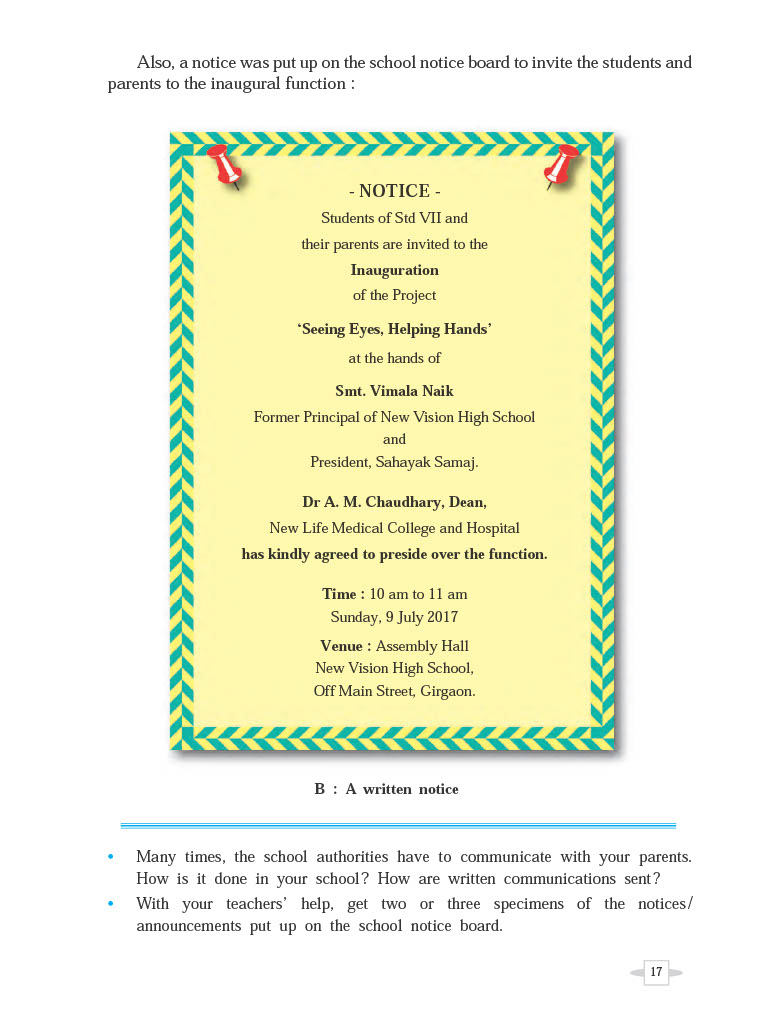 Also, a notice was put up on the school notice board to invite the students and
parents to the inaugural function :
- NOTICE -
Students of Std VII and
their parents are invited to the
Inauguration
of the Project
‘Seeing Eyes, Helping Hands’
at the hands of
Smt. Vimala Naik
Former Principal of New Vision High School
and
President, Sahayak Samaj.
Dr A. M. Chaudhary, Dean,
New Life Medical College and Hospital
has kindly agreed to preside over the function.
Time : 10 am to 11 am
Sunday, 9 July 2017
Venue : Assembly Hall
New Vision High School,
Off Main Street, Girgaon.
B : A written notice
• Many times, the school authorities have to communicate with your parents.
How is it done in your school? How are written communications sent?
• With your teachers’ help, get two or three specimens of the notices/
announcements put up on the school notice board.
17